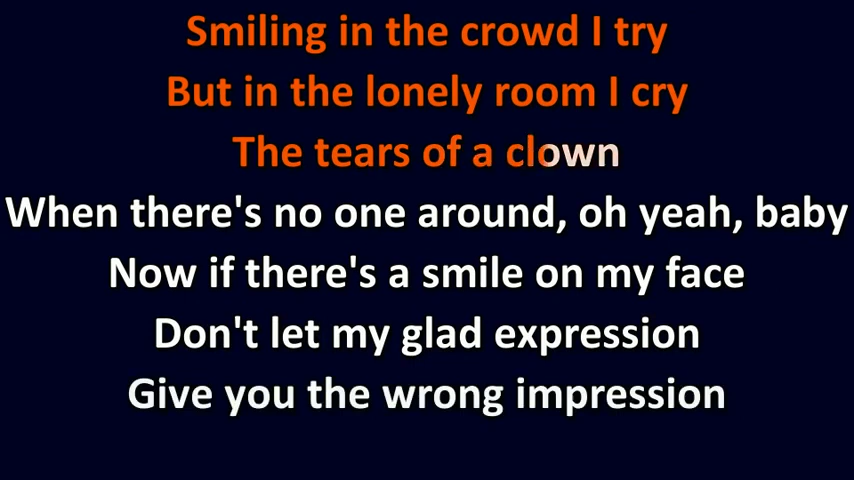 Smiling in the crowd I try
But in the lonely room I cry
The tears of a clown
When there's no one around, oh yeah, baby
Now if there's a smile on my face
Don't let my glad expression
Give you the wrong impression